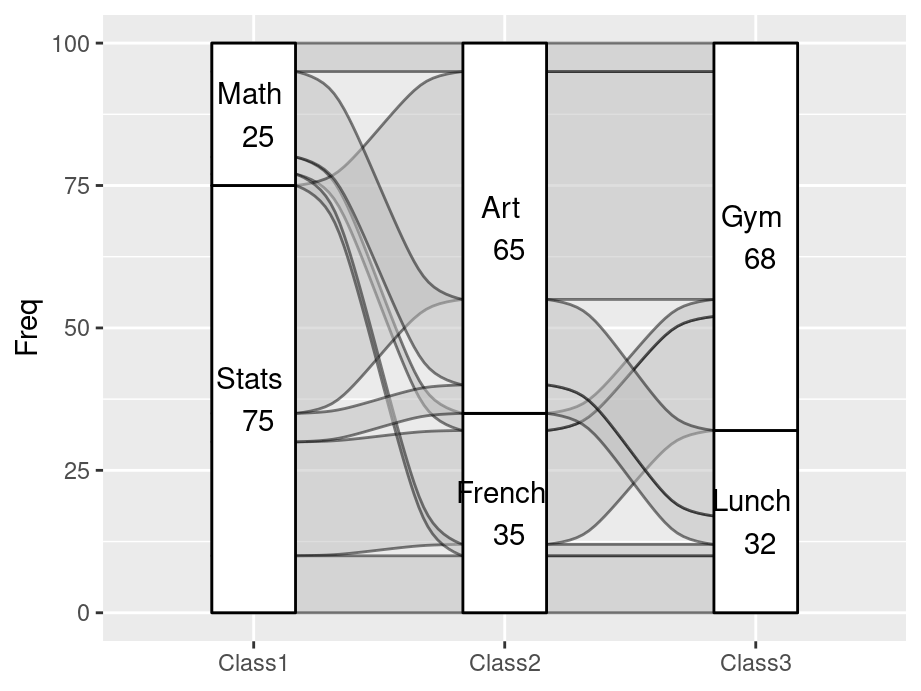 100
75
50
25
0
Freq
Math
25
Stats
75
Art
65
French
35
Gym
68
Lunch
32
Class1
Class2
Class3